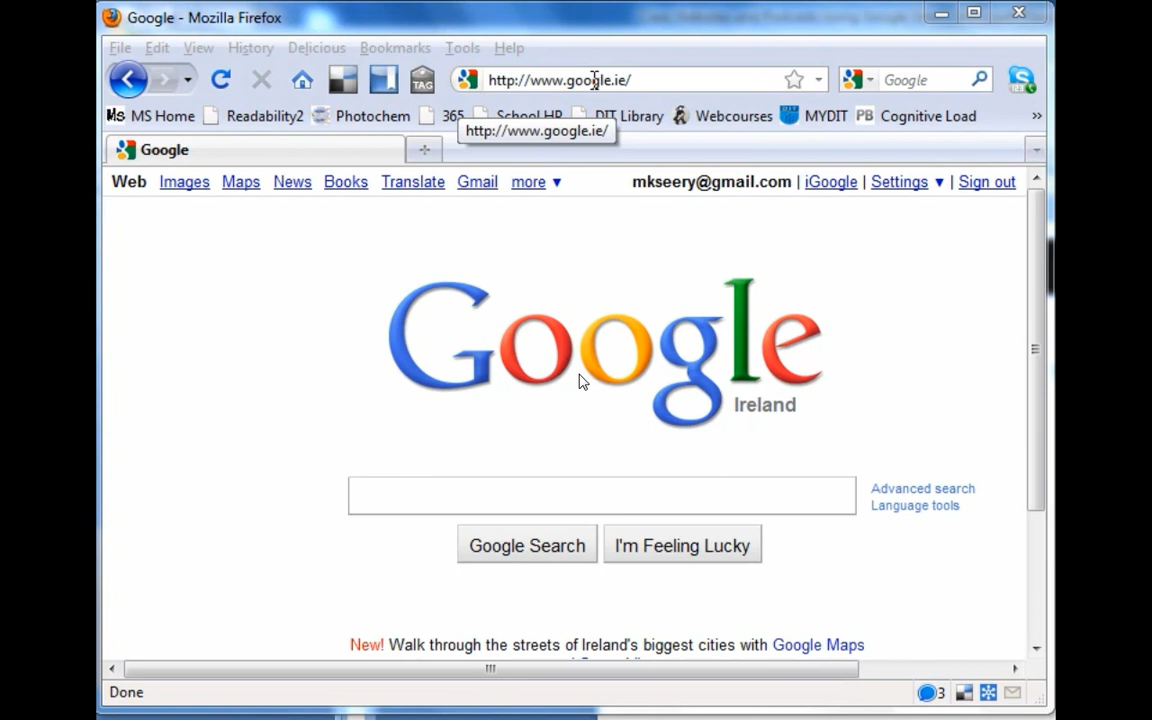 Google - Mozilla Firefox
File Edit View History Delicious Bookmarks Tools Help
TAG http://www.google.ie/ Google
MS Home Readability2 Photochem 365 School HP DIT Library Webcourses MYDIT PB Cognitive Load »
http://www.google.ie/
Google
Web Images Maps News Books Translate Gmail more ▼ mkseery@gmail.com | iGoogle | Settings ▼ | Sign out
Google
Ireland
Advanced search
Language tools
Google Search I'm Feeling Lucky
New! Walk through the streets of Ireland's biggest cities with Google Maps
Done 3